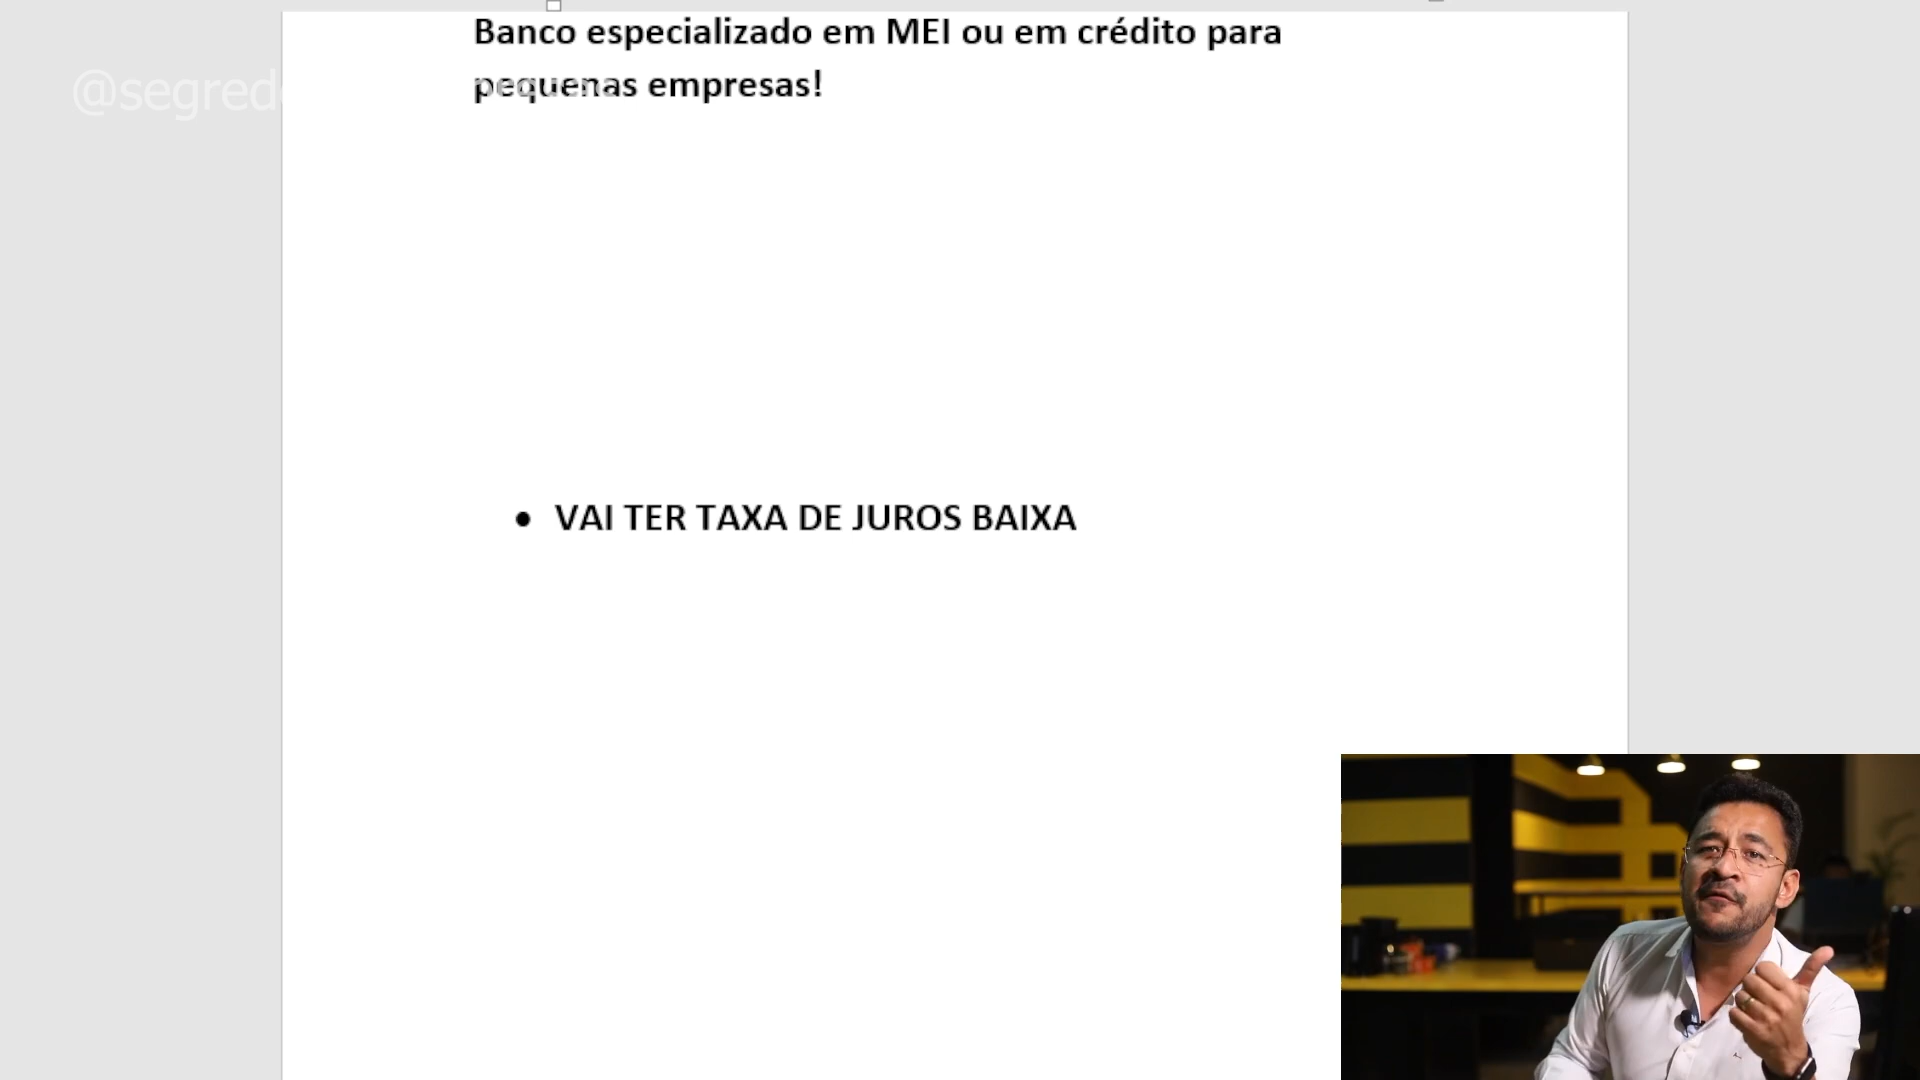 Banco especializado em MEI ou em crédito para
pequenas empresas!
• VAI TER TAXA DE JUROS BAIXA